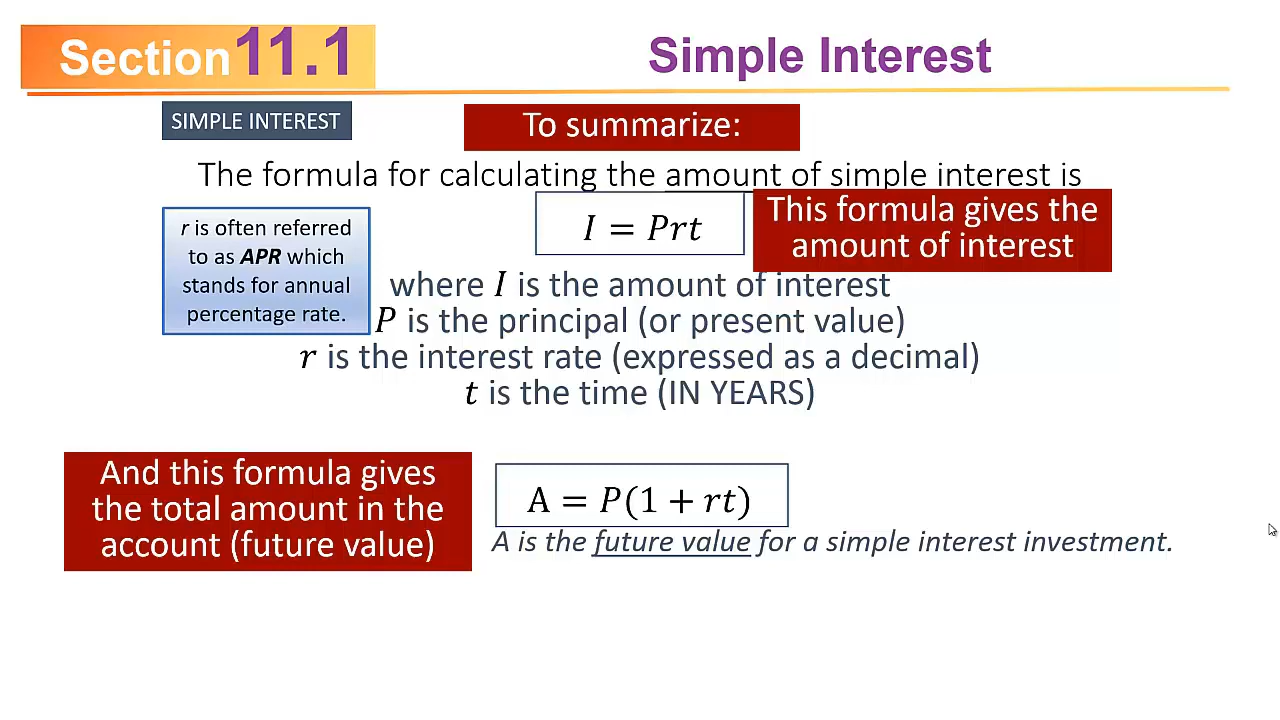 Section 11.1
Simple Interest
SIMPLE INTEREST
To summarize:
The formula for calculating the amount of simple interest is
I = Prt
This formula gives the
amount of interest
r is often referred
to as APR which
stands for annual
percentage rate.
where I is the amount of interest
P is the principal (or present value)
r is the interest rate (expressed as a decimal)
t is the time (IN YEARS)
And this formula gives
the total amount in the
account (future value)
A = P(1 + rt)
A is the future value for a simple interest investment.